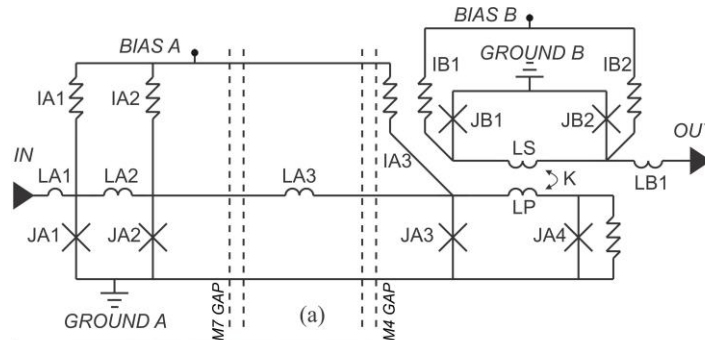 BIAS A
BIAS B
GROUND B
IA1
IA2
IB1
IB2
JB1
JB2
IN
OUT
LA1
LA2
LA3
IA3
LS
K
LP
LB1
JA1
JA2
JA3
JA4
GROUND A
M7 GAP
(a)
M4 GAP